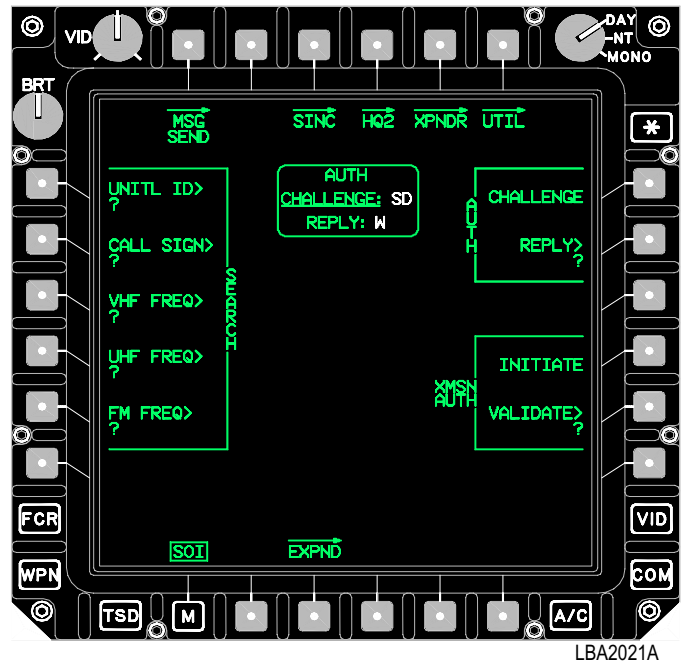 VID
DAY
NT
MONO
BRT
*
MSG
SEND
SINC
HQ2
XPNDR
UTIL
UNITL ID>
?
CALL SIGN>
?
VHF FREQ>
?
UHF FREQ>
?
FM FREQ>
?
SEARCH
AUTH
CHALLENGE: SD
REPLY: W
AUTH
CHALLENGE
REPLY>
?
XMSN
AUTH
INITIATE
VALIDATE>
?
SOI
EXPND
FCR
WPN
VID
COM
TSD
M
A/C
LBA2021A